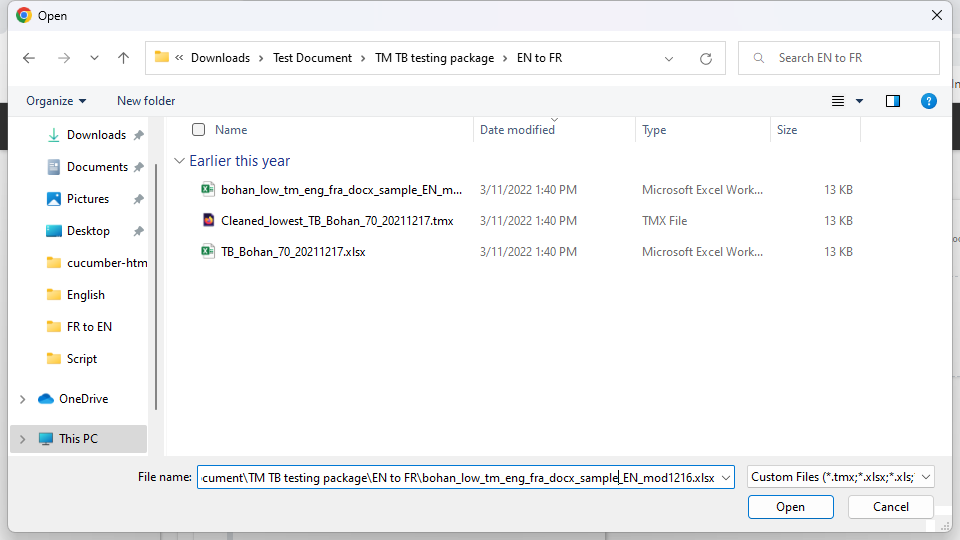 Open
Downloads Test Document TM TB testing package EN to FR Search EN to FR
Organize New folder
Name Date modified Type Size
Downloads
Documents
Pictures
Desktop
cucumber-htm
English
FR to EN
Script
OneDrive
This PC
Earlier this year
bohan_low_tm_eng_fra_docx_sample_EN_m... 3/11/2022 1:40 PM Microsoft Excel Work... 13 KB
Cleaned_lowest_TB_Bohan_70_20211217.tmx 3/11/2022 1:40 PM TMX File 13 KB
TB_Bohan_70_20211217.xlsx 3/11/2022 1:40 PM Microsoft Excel Work... 13 KB
File name: cument\TM TB testing package\EN to FR\bohan_low_tm_eng_fra_docx_sample_EN_mod1216.xlsx Custom Files (*.tmx;*.xlsx;*.xls;
Open Cancel